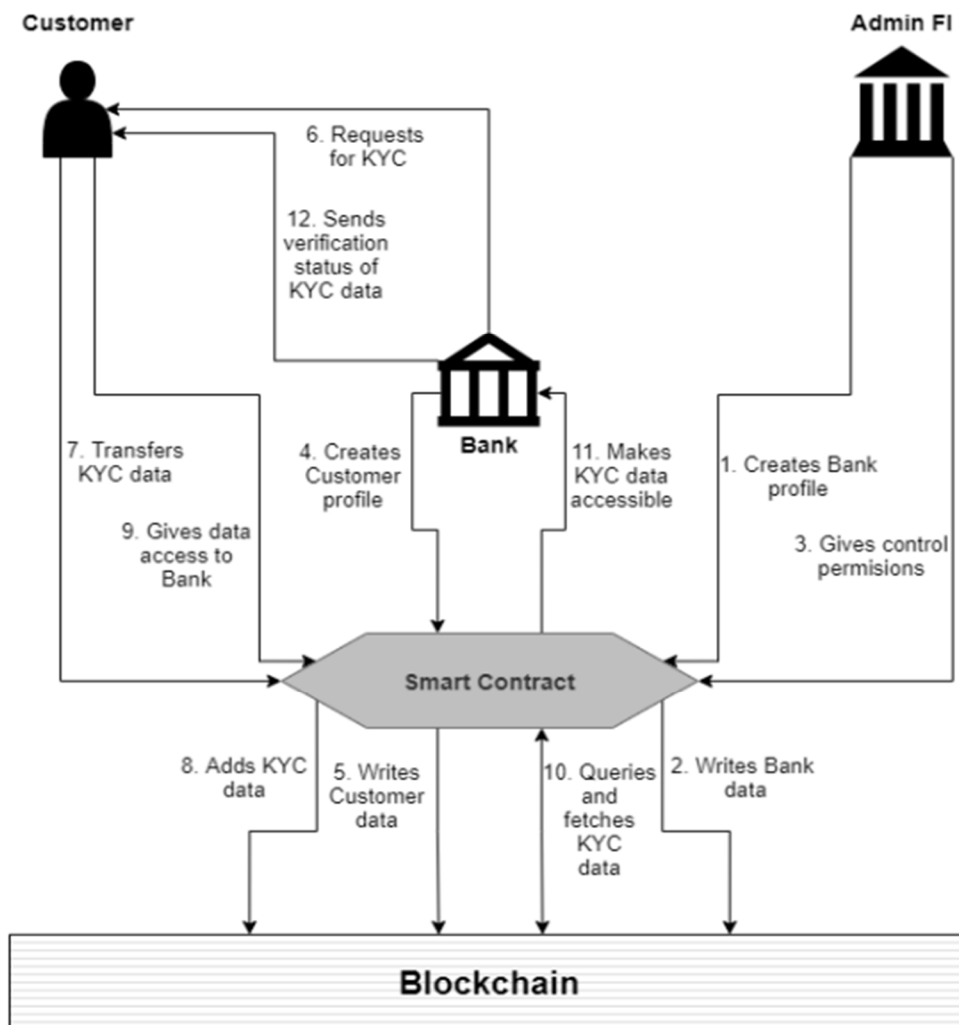 Customer
Admin FI
6. Requests
for KYC
12. Sends
verification
status of
KYC data
Bank
7. Transfers
KYC data
4. Creates
Customer
profile
11. Makes
KYC data
accessible
1. Creates Bank
profile
9. Gives data
access to
Bank
3. Gives control
permisions
Smart Contract
8. Adds KYC
data
5. Writes
Customer
data
10. Queries
and
fetches
KYC
data
2. Writes Bank
data
Blockchain